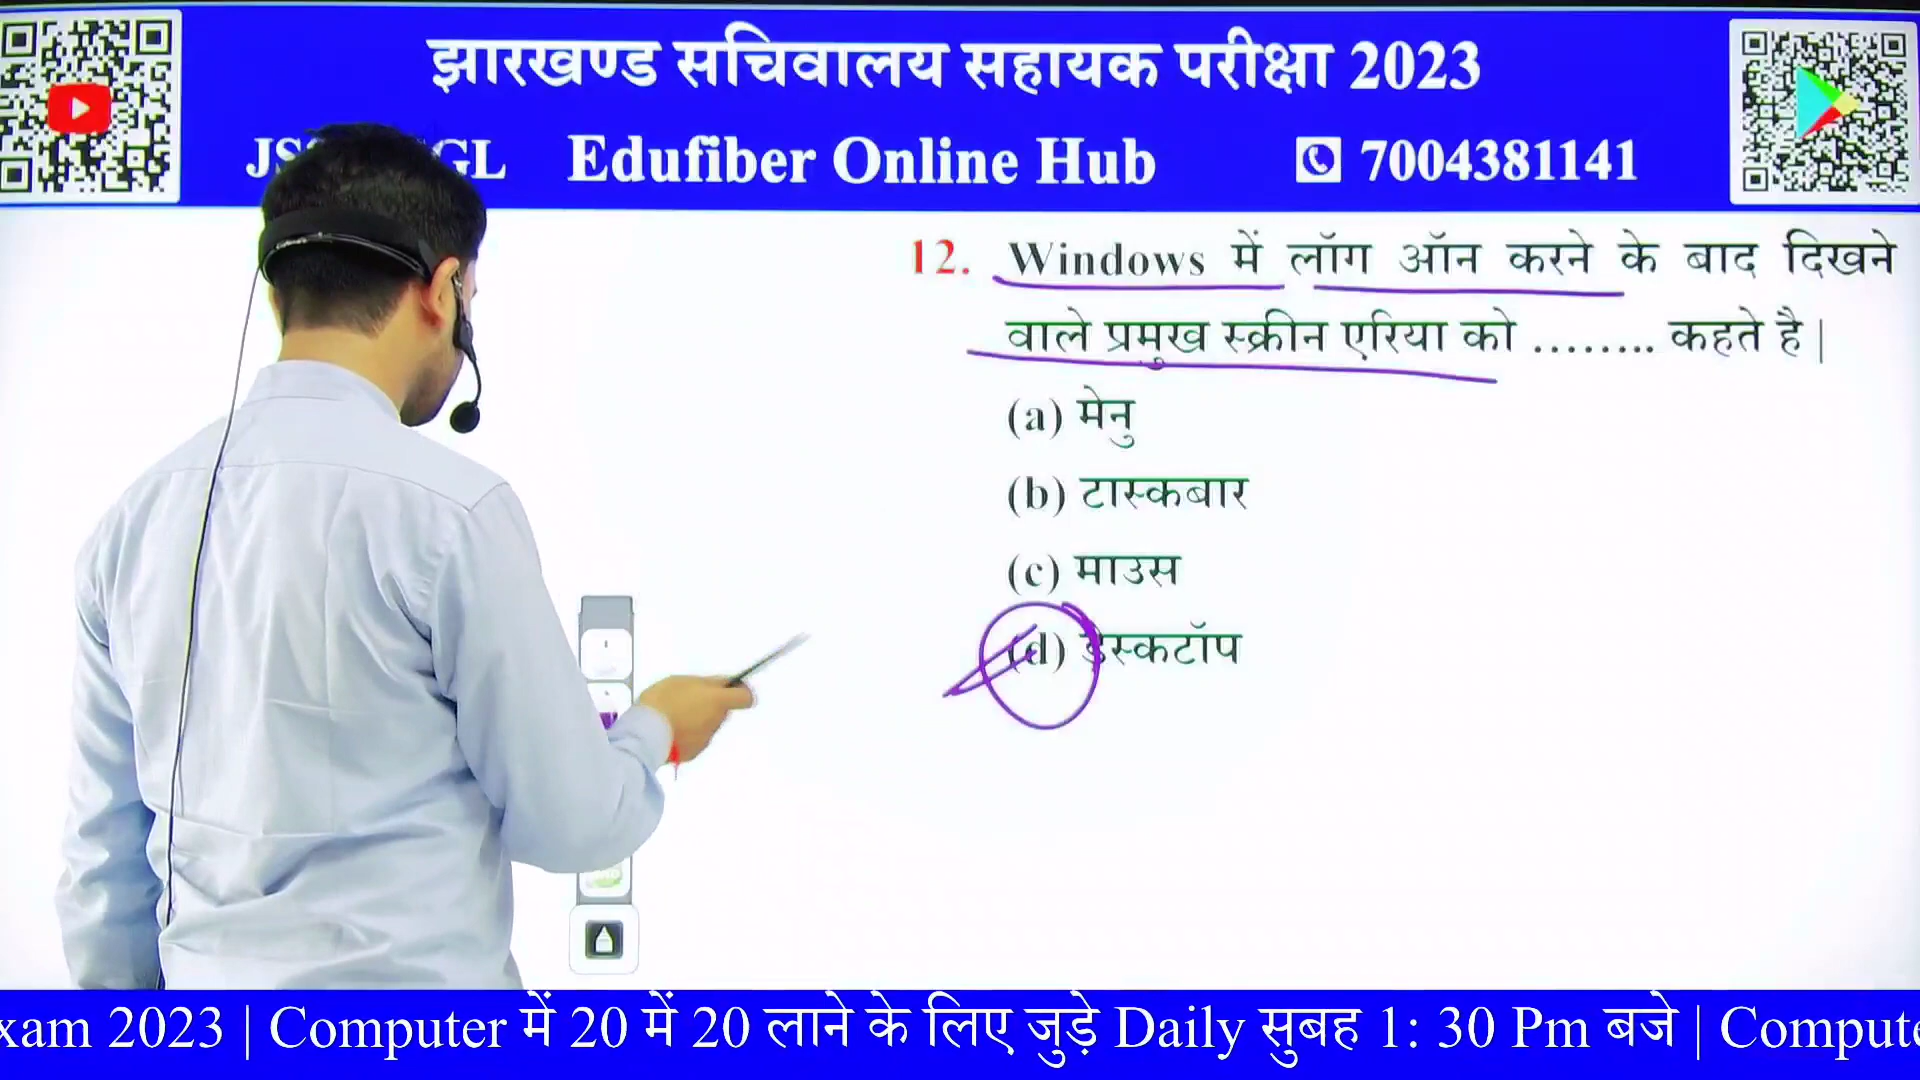 झारखण्ड सचिवालय सहायक परीक्षा 2023
Edufiber Online Hub
7004381141
12. Windows में लॉग ऑन करने के बाद दिखने
वाले प्रमुख स्क्रीन एरिया को ........ कहते है |
(a) मेनु
(b) टास्कबार
(c) माउस
(d) डेस्कटॉप
xam 2023 | Computer में 20 में 20 लाने के लिए जुड़े Daily सुबह 1: 30 Pm बजे | Compute